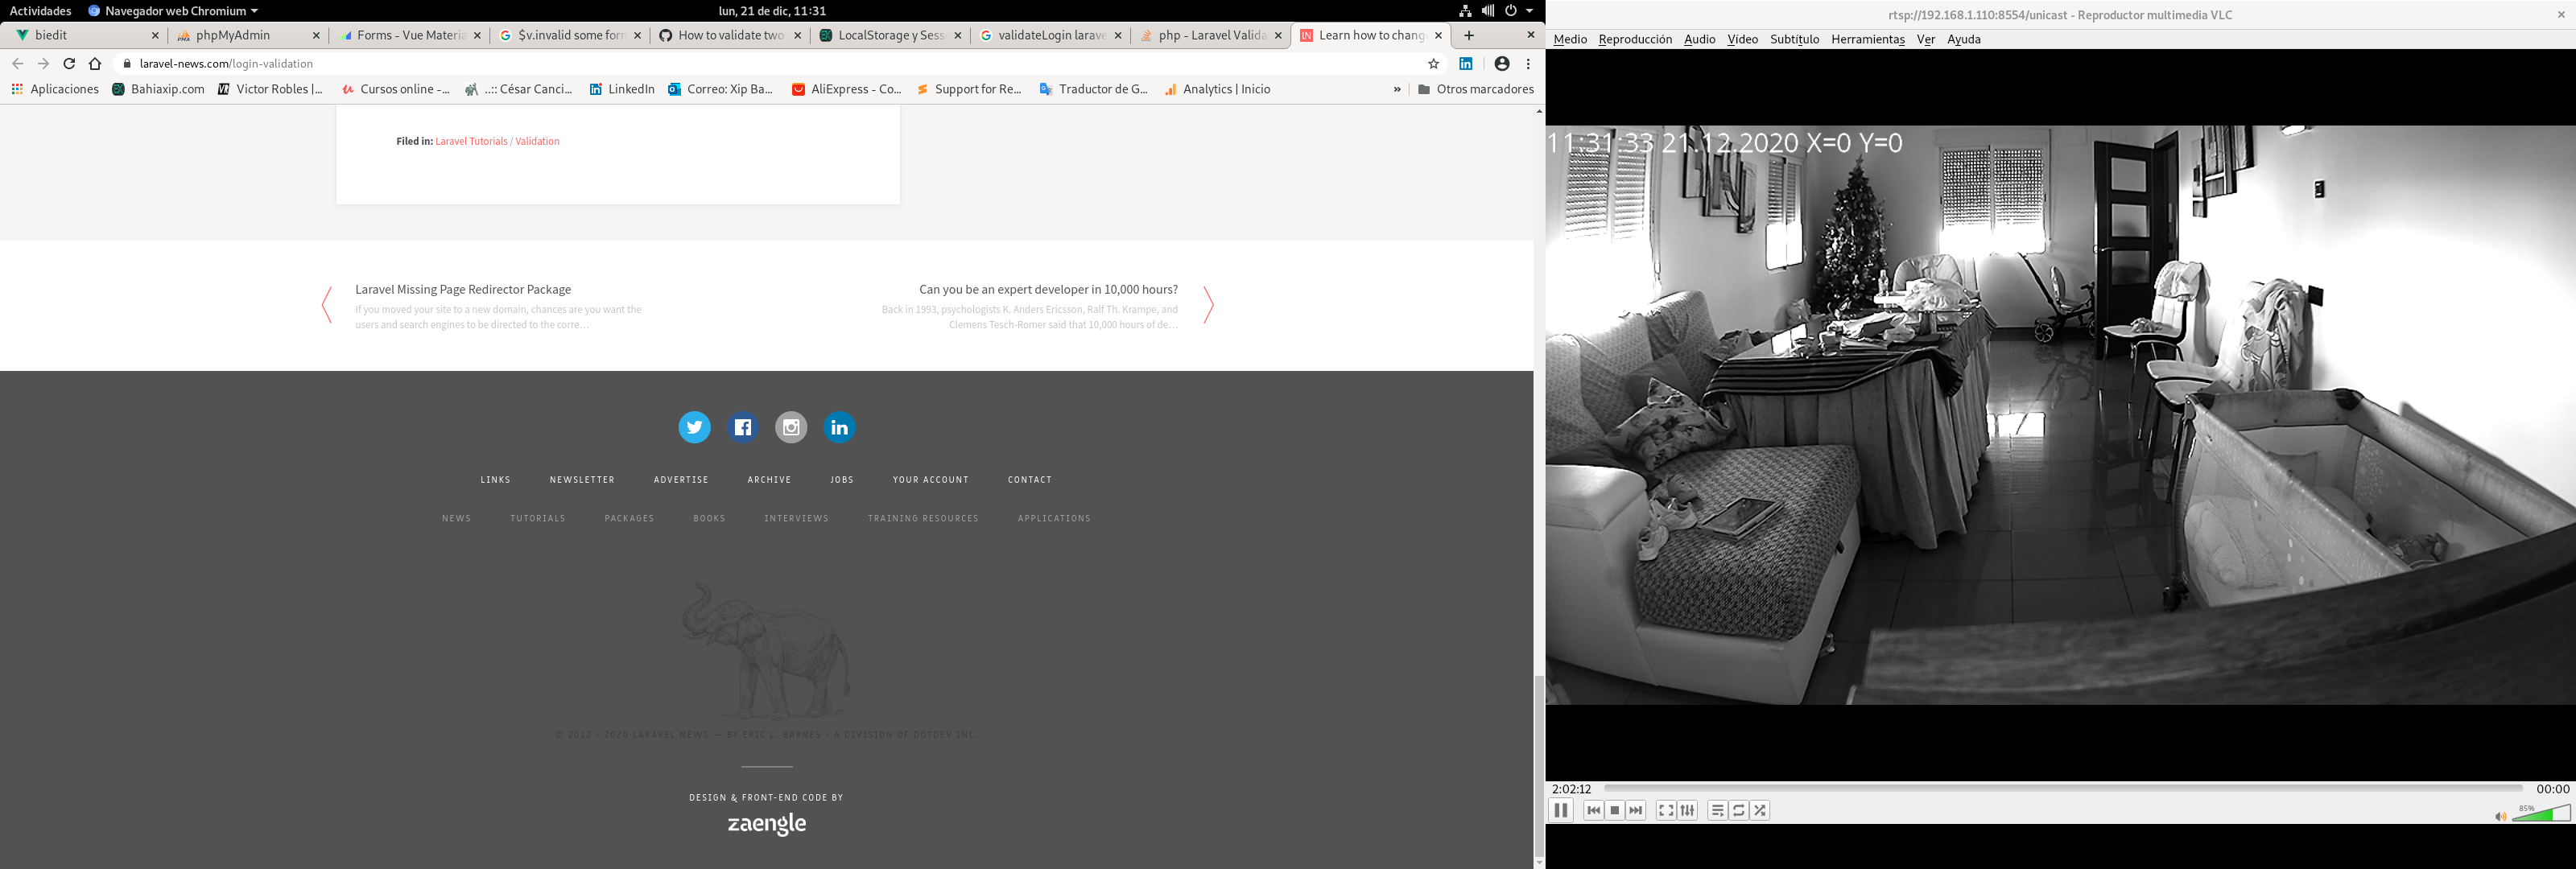 Actividades Navegador web Chromium lun, 21 de dic, 11:31
biedit phpMyAdmin Forms - Vue Materia $v.invalid some form How to validate two LocalStorage y Sess validateLogin larave php - Laravel Valida Learn how to chang
laravel-news.com/login-validation
Aplicaciones Bahiaxip.com Victor Robles |... Cursos online -... ..:: César Canci... LinkedIn Correo: Xip Ba... AliExpress - Co... Support for Re... Traductor de G... Analytics | Inicio » Otros marcadores
Filed in: Laravel Tutorials / Validation
Laravel Missing Page Redirector Package
If you moved your site to a new domain, chances are you want the
users and search engines to be directed to the corre…
Can you be an expert developer in 10,000 hours?
Back in 1993, psychologists K. Anders Ericsson, Ralf Th. Krampe, and
Clemens Tesch-Romer said that 10,000 hours of de…
LINKS NEWSLETTER ADVERTISE ARCHIVE JOBS YOUR ACCOUNT CONTACT
NEWS TUTORIALS PACKAGES BOOKS INTERVIEWS TRAINING RESOURCES APPLICATIONS
© 2012 - 2020 LARAVEL NEWS — BY ERIC L. BARNES - A DIVISION OF DOTDEV INC.
DESIGN & FRONT-END CODE BY
zaengle
rtsp://192.168.1.110:8554/unicast - Reproductor multimedia VLC
Medio Reproducción Audio Vídeo Subtítulo Herramientas Ver Ayuda
11:31:33 21.12.2020 X=0 Y=0
2:02:12 00:00
85%